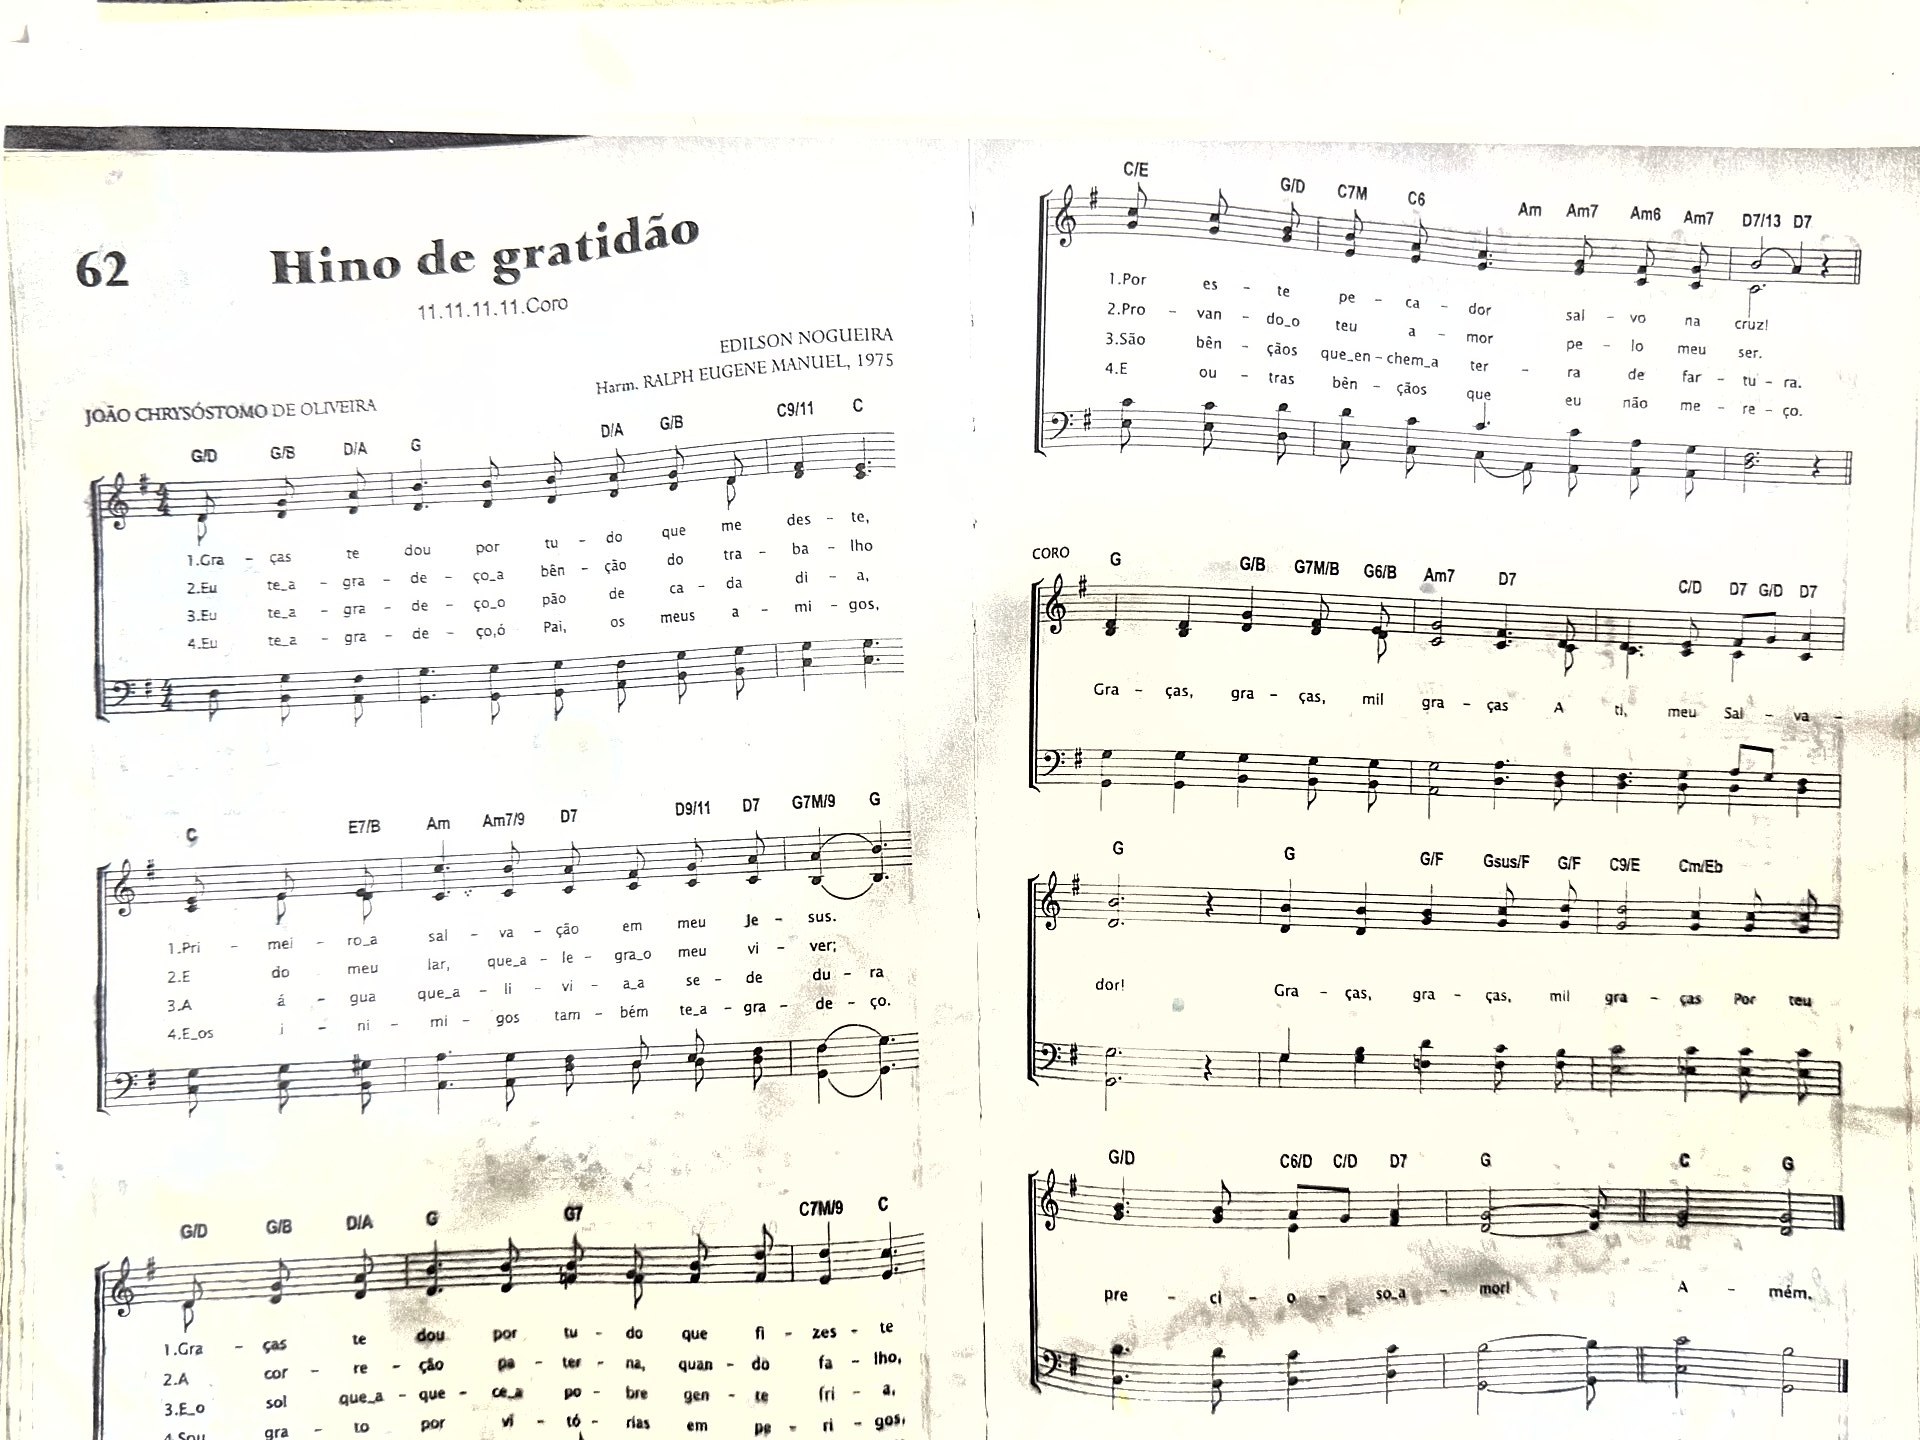 62
Hino de gratidão
11.11.11.11.Coro
EDILSON NOGUEIRA
Harm. RALPH EUGENE MANUEL, 1975
JOÃO CHRYSÓSTOMO DE OLIVEIRA
G/D G/B D/A G D/A G/B C9/11 C
1.Gra - ças te dou por tu - do que me des - te,
2.Eu te_a - gra - de - ço_a bên - ção do tra - ba - lho
3.Eu te_a - gra - de - ço_o pão de ca - da di - a,
4.Eu te_a - gra - de - ço,ó Pai, os meus a - mi - gos,
C E7/B Am Am7/9 D7 D9/11 D7 G7M/9 G
1.Pri - mei - ro_a sal - va - ção em meu Je - sus.
2.E do meu lar, que_a - le - gra_o meu vi - ver;
3.A á - gua que_a - li - vi - a_a se - de du - ra
4.E_os i - ni - mi - gos tam - bém te_a - gra - de - ço.
G/D G/B D/A G G7 C7M/9 C
1.Gra - ças te dou por tu - do que fi - zes - te
2.A cor - re - ção pa - ter - na, quan - do fa - lho,
3.E_o sol que_a - que - ce_a po - bre gen - te fri - a,
4.Sou gra - to por vi - tó - rias em pe - ri - gos,
C/E G/D C7M C6 Am Am7 Am6 Am7 D7/13 D7
1.Por es - te pe - ca - dor sal - vo na cruz!
2.Pro - van - do_o teu a - mor pe - lo meu ser.
3.São bên - çãos que_en - chem_a ter - ra de far - tu - ra.
4.E ou - tras bên - çãos que eu não me - re - ço.
CORO
G G/B G7M/B G6/B Am7 D7 C/D D7 G/D D7
Gra - ças, gra - ças, mil gra - ças A ti, meu Sal - va -
G G G/F Gsus/F G/F C9/E Cm/Eb
dor! Gra - ças, gra - ças, mil gra - ças Por teu
G/D C6/D C/D D7 G C G
pre - ci - o - so_a - mor! A - mém.